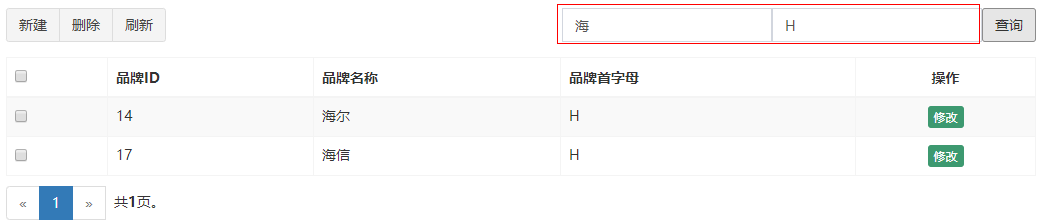 新建 删除 刷新 海 H 查询
品牌ID 品牌名称 品牌首字母 操作
14 海尔 H 修改
17 海信 H 修改
« 1 » 共1页。